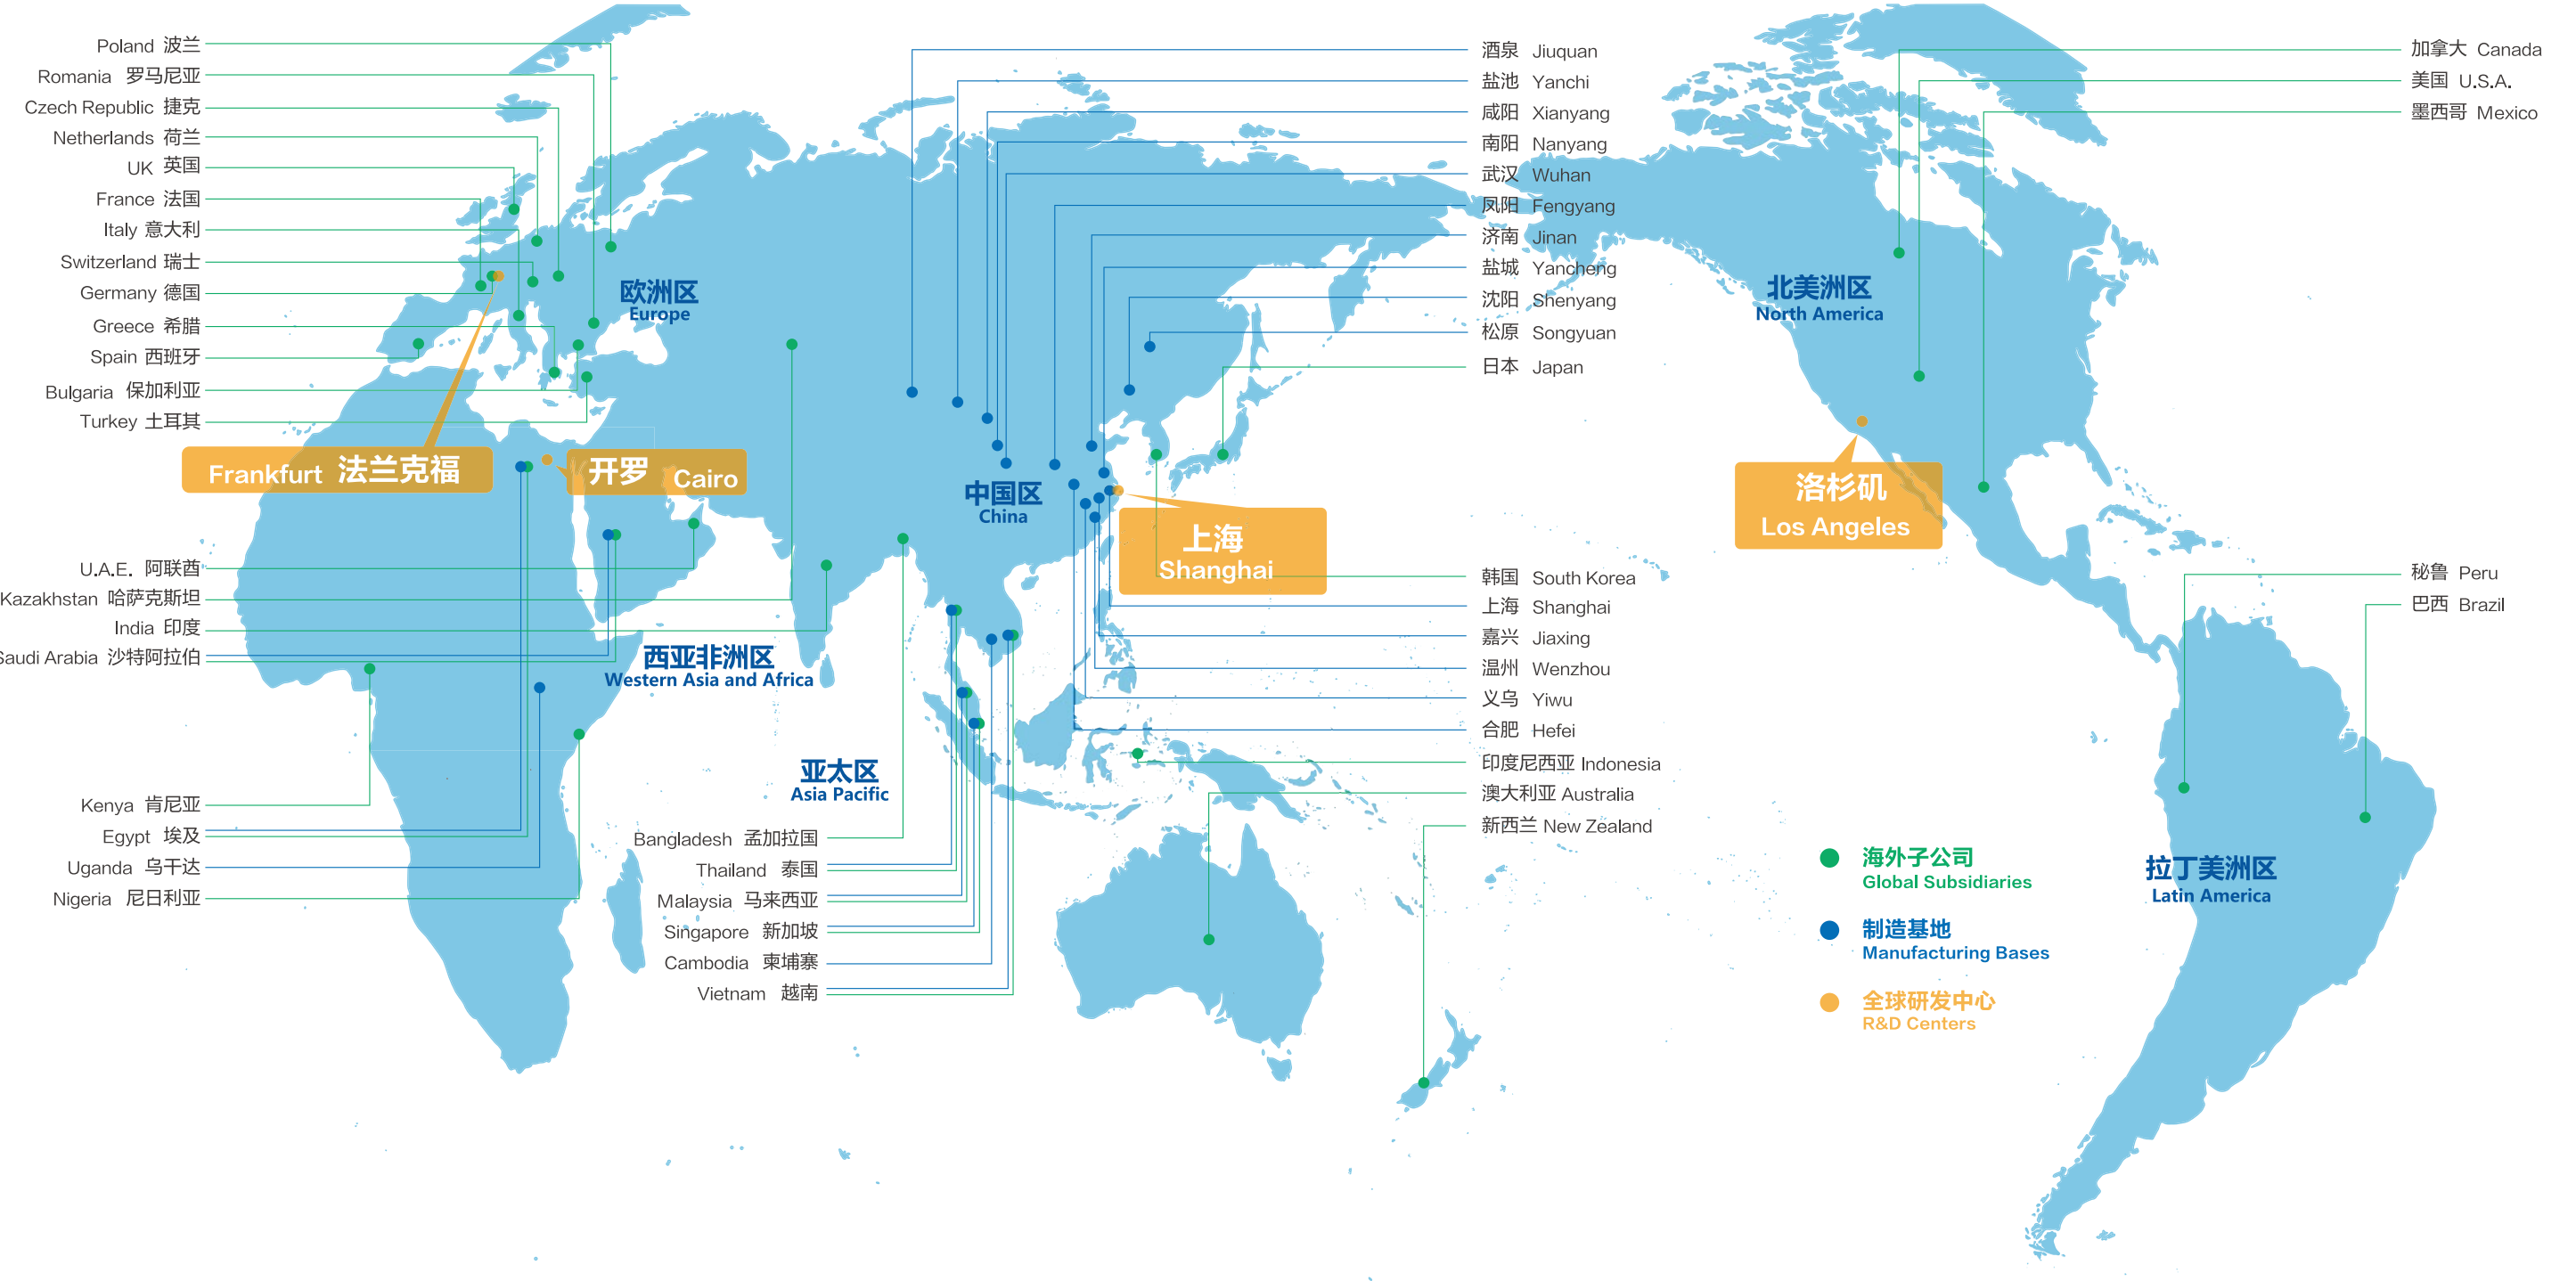 Poland 波兰
Romania 罗马尼亚
Czech Republic 捷克
Netherlands 荷兰
UK 英国
France 法国
Italy 意大利
Switzerland 瑞士
Germany 德国
Greece 希腊
Spain 西班牙
Bulgaria 保加利亚
Turkey 土耳其
Frankfurt 法兰克福
开罗 Cairo
U.A.E. 阿联酋
Kazakhstan 哈萨克斯坦
India 印度
Saudi Arabia 沙特阿拉伯
Kenya 肯尼亚
Egypt 埃及
Uganda 乌干达
Nigeria 尼日利亚
欧洲区
Europe
西亚非洲区
Western Asia and Africa
亚太区
Asia Pacific
Bangladesh 孟加拉国
Thailand 泰国
Malaysia 马来西亚
Singapore 新加坡
Cambodia 柬埔寨
Vietnam 越南
中国区
China
上海
Shanghai
酒泉 Jiuquan
盐池 Yanchi
咸阳 Xianyang
南阳 Nanyang
武汉 Wuhan
凤阳 Fengyang
济南 Jinan
盐城 Yancheng
沈阳 Shenyang
松原 Songyuan
日本 Japan
韩国 South Korea
上海 Shanghai
嘉兴 Jiaxing
温州 Wenzhou
义乌 Yiwu
合肥 Hefei
印度尼西亚 Indonesia
澳大利亚 Australia
新西兰 New Zealand
北美洲区
North America
洛杉矶
Los Angeles
加拿大 Canada
美国 U.S.A.
墨西哥 Mexico
秘鲁 Peru
巴西 Brazil
拉丁美洲区
Latin America
海外子公司
Global Subsidiaries
制造基地
Manufacturing Bases
全球研发中心
R&D Centers